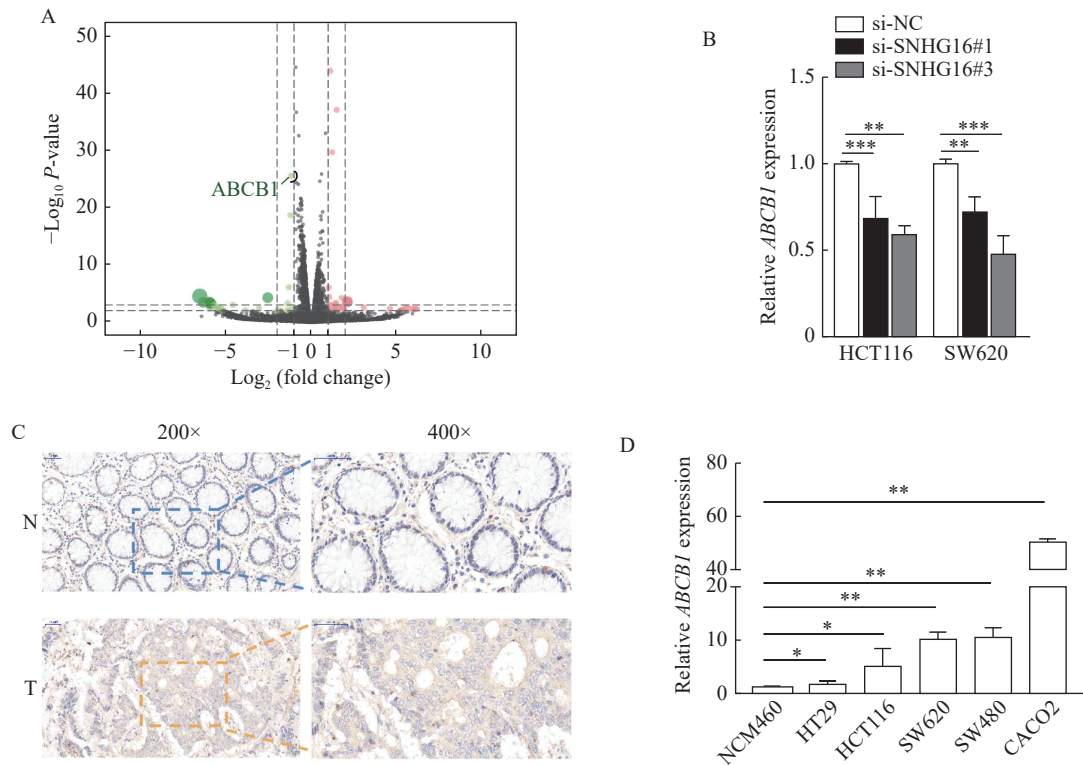 A
50
40
30
20
10
0
−Log₁₀ P-value
ABCB1
−10
−5
−1
0
1
5
10
Log₂ (fold change)
B
si-NC
si-SNHG16#1
si-SNHG16#3
1.5
1.0
0.5
0
Relative ABCB1 expression
**
***
***
**
HCT116
SW620
C
200×
400×
N
T
D
80
60
40
20
10
0
Relative ABCB1 expression
**
**
**
*
*
NCM460
HT29
HCT116
SW620
SW480
CACO2